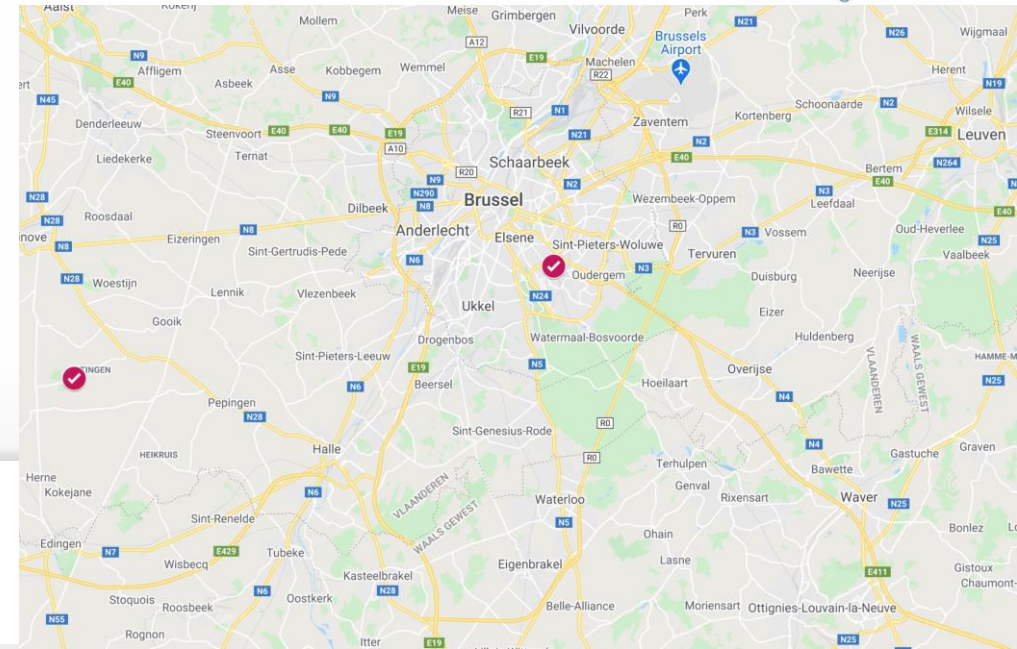 Aalst
Mollem
Meise
Grimbergen
Vilvoorde
Perk
N21
N26
Wijgmaal
A12
Brussels
Airport
N9
Affligem
Asse
Kobbegem
Wemmel
E19
Machelen
R22
Herent
E40
Asbeek
N19
N45
N9
R21
N1
Schoonaarde
N2
Wilsele
Denderleeuw
Zaventem
Kortenberg
Steenvoort
E40
E40
E19
N21
N2
E314
Leuven
A10
Liedekerke
Ternat
Schaarbeek
E40
N264
R20
Bertem
N9
N2
E40
N28
N290
Brussel
Wezembeek-Oppem
N3
Leefdaal
N8
Dilbeek
N28
Roosdaal
E40
R0
N3
Vossem
Oud-Heverlee
N8
Anderlecht
Elsene
N8
Eizeringen
Sint-Pieters-Woluwe
N25
Sint-Gertrudis-Pede
N6
Tervuren
Vaalbeek
N3
N28
Woestijn
Oudergem
Duisburg
Neerijse
Lennik
Vlezenbeek
N24
Ukkel
Eizer
Gooik
Drogenbos
Watermaal-Bosvoorde
Huldenberg
VLAANDEREN
WAALS GEWEST
Sint-Pieters-Leeuw
E19
N5
Overijse
HAMME-M
INGEN
N6
Beersel
Hoeilaart
N25
N4
Pepingen
N28
R0
Sint-Genesius-Rode
Halle
N4
Graven
HEIKRUIS
R0
Terhulpen
Gastuche
Bawette
Herne
Genval
Kokejane
N6
VLAANDEREN
WAALS GEWEST
Waterloo
Rixensart
Waver
N25
Sint-Renelde
N5
Bonlez
Edingen
N7
E429
Tubeke
Ohain
Wisbecq
Eigenbrakel
Lasne
Gistoux
Kasteelbrakel
E411
Chaumont-
N6
N28
Stoquois
Roosbeek
Oostkerk
Belle-Alliance
Moriensart
Ottignies-Louvain-la-Neuve
N55
Rognon
Itter
E19
N25